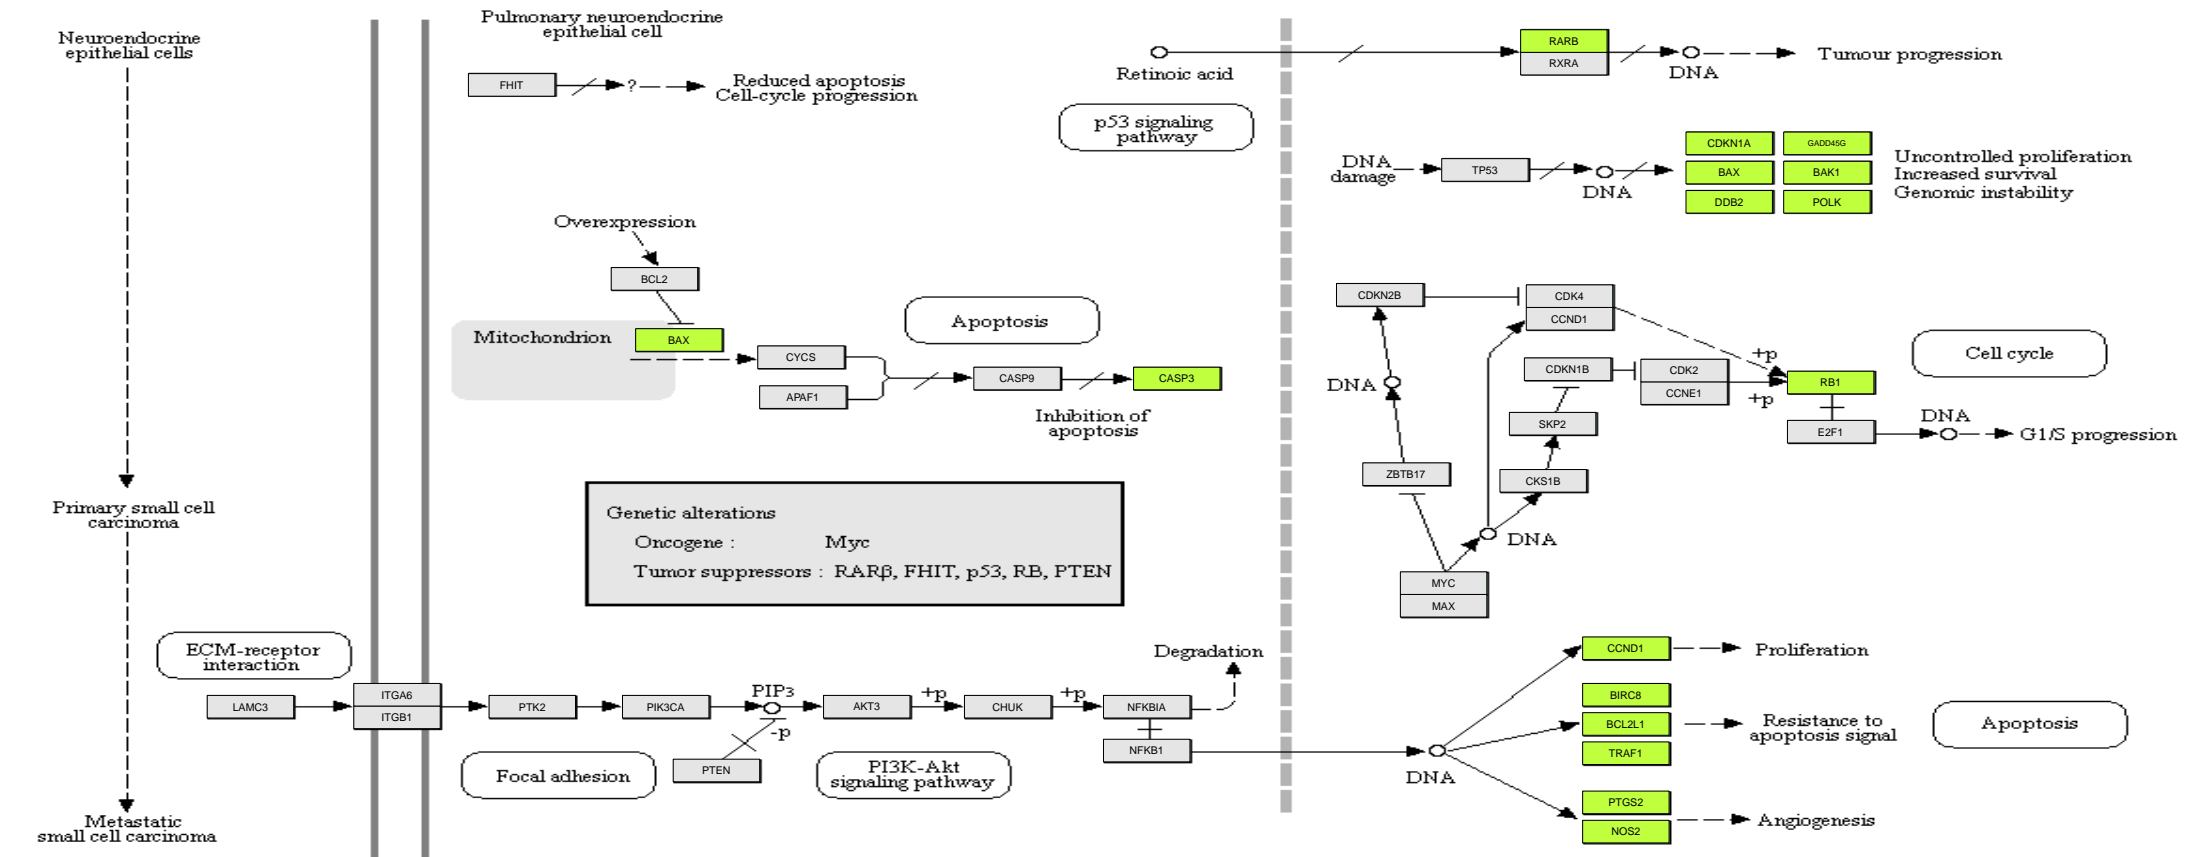 Neuroendocrine
epithelial cells
Primary small cell
carcinoma
Metastatic
small cell carcinoma
Pulmonary neuroendocrine
epithelial cell
FHIT
?
Reduced apoptosis
Cell-cycle progression
Retinoic acid
RARB
RXRA
DNA
Tumour progression
p53 signaling
pathway
DNA
damage
TP53
DNA
CDKN1A
GADD45G
BAX
BAK1
DDB2
POLK
Uncontrolled proliferation
Increased survival
Genomic instability
Overexpression
BCL2
Mitochondrion
BAX
Apoptosis
CYCS
APAF1
CASP9
CASP3
Inhibition of
apoptosis
CDKN2B
CDK4
CCND1
DNA
CDKN1B
CDK2
CCNE1
+p
+p
RB1
Cell cycle
SKP2
E2F1
DNA
G1/S progression
ZBTB17
CKS1B
DNA
MYC
MAX
Genetic alterations
Oncogene : Myc
Tumor suppressors : RARβ, FHIT, p53, RB, PTEN
ECM-receptor
interaction
LAMC3
ITGA6
ITGB1
PTK2
PIK3CA
PIP3
-p
PTEN
AKT3
+p
CHUK
+p
NFKBIA
NFKB1
Degradation
Focal adhesion
PI3K-Akt
signaling pathway
DNA
CCND1
Proliferation
BIRC8
BCL2L1
TRAF1
Resistance to
apoptosis signal
Apoptosis
PTGS2
NOS2
Angiogenesis